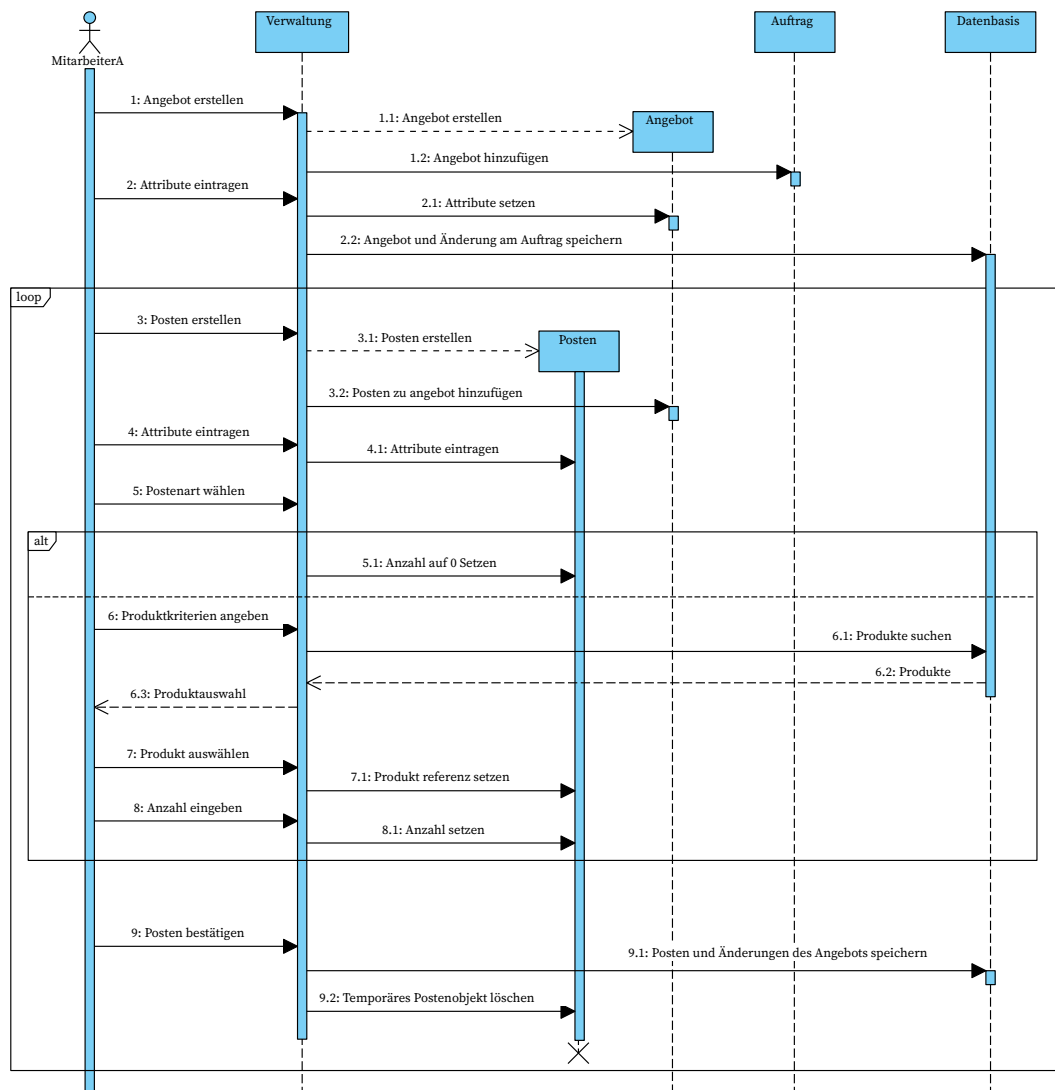 Verwaltung
Auftrag
Datenbasis
MitarbeiterA
1: Angebot erstellen
1.1: Angebot erstellen
Angebot
1.2: Angebot hinzufügen
2: Attribute eintragen
2.1: Attribute setzen
2.2: Angebot und Änderung am Auftrag speichern
loop
3: Posten erstellen
3.1: Posten erstellen
Posten
3.2: Posten zu angebot hinzufügen
4: Attribute eintragen
4.1: Attribute eintragen
5: Postenart wählen
alt
5.1: Anzahl auf 0 Setzen
6: Produktkriterien angeben
6.1: Produkte suchen
6.2: Produkte
6.3: Produktauswahl
7: Produkt auswählen
7.1: Produkt referenz setzen
8: Anzahl eingeben
8.1: Anzahl setzen
9: Posten bestätigen
9.1: Posten und Änderungen des Angebots speichern
9.2: Temporäres Postenobjekt löschen